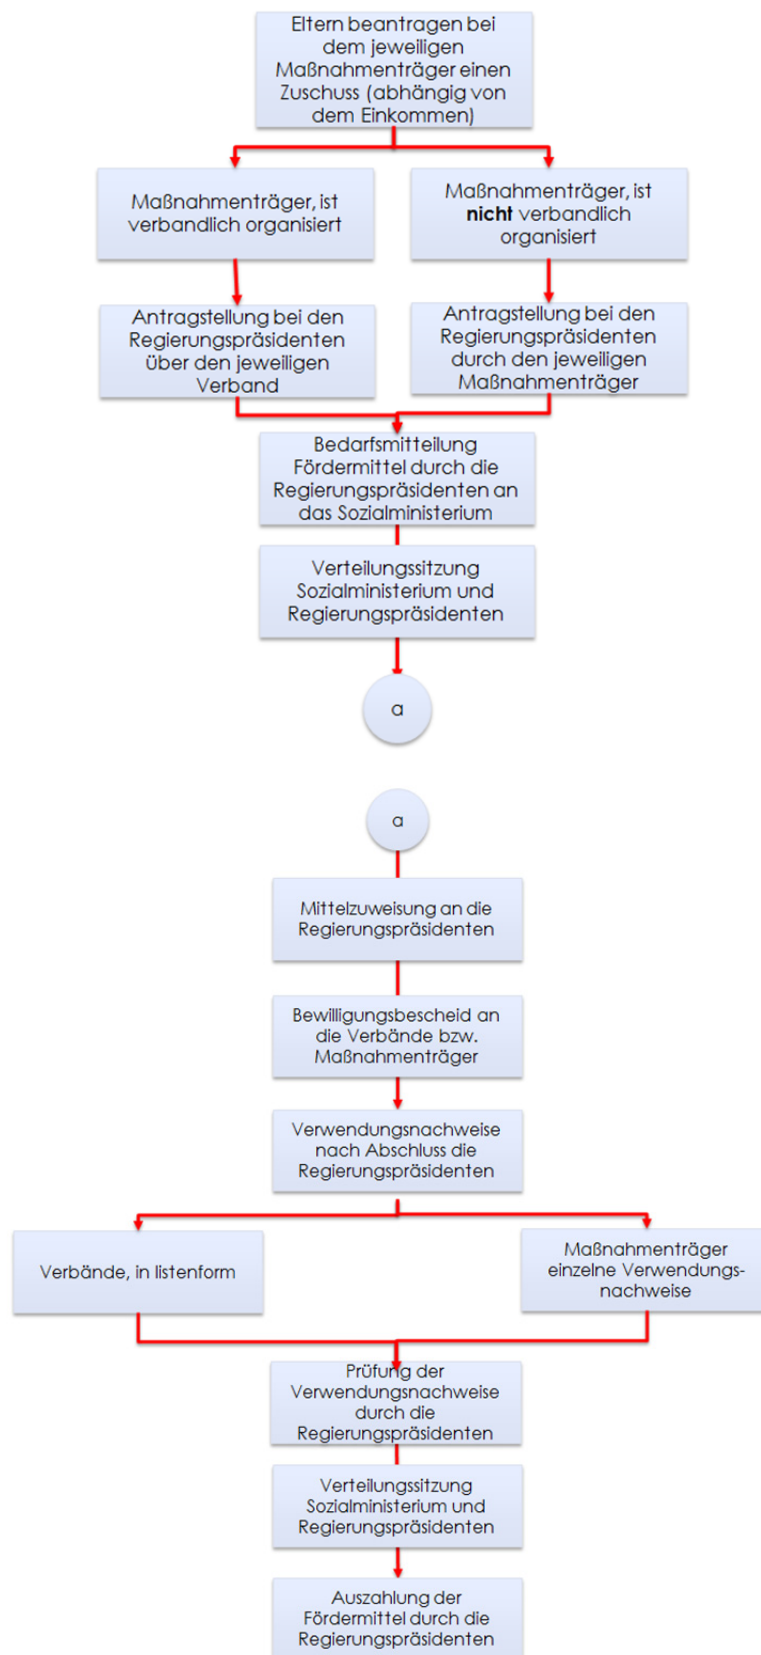 Eltern beantragen bei
dem jeweiligen
Maßnahmenträger einen
Zuschuss (abhängig von
dem Einkommen)
Maßnahmenträger, ist
verbandlich organisiert
Maßnahmenträger, ist
nicht verbandlich
organisiert
Antragstellung bei den
Regierungspräsidenten
über den jeweiligen
Verband
Antragstellung bei den
Regierungspräsidenten
durch den jeweiligen
Maßnahmenträger
Bedarfsmitteilung
Fördermittel durch die
Regierungspräsidenten an
das Sozialministerium
Verteilungssitzung
Sozialministerium und
Regierungspräsidenten
a
a
Mittelzuweisung an die
Regierungspräsidenten
Bewilligungsbescheid an
die Verbände bzw.
Maßnahmenträger
Verwendungsnachweise
nach Abschluss die
Regierungspräsidenten
Verbände, in listenform
Maßnahmenträger
einzelne Verwendungs-
nachweise
Prüfung der
Verwendungsnachweise
durch die
Regierungspräsidenten
Verteilungssitzung
Sozialministerium und
Regierungspräsidenten
Auszahlung der
Fördermittel durch die
Regierungspräsidenten